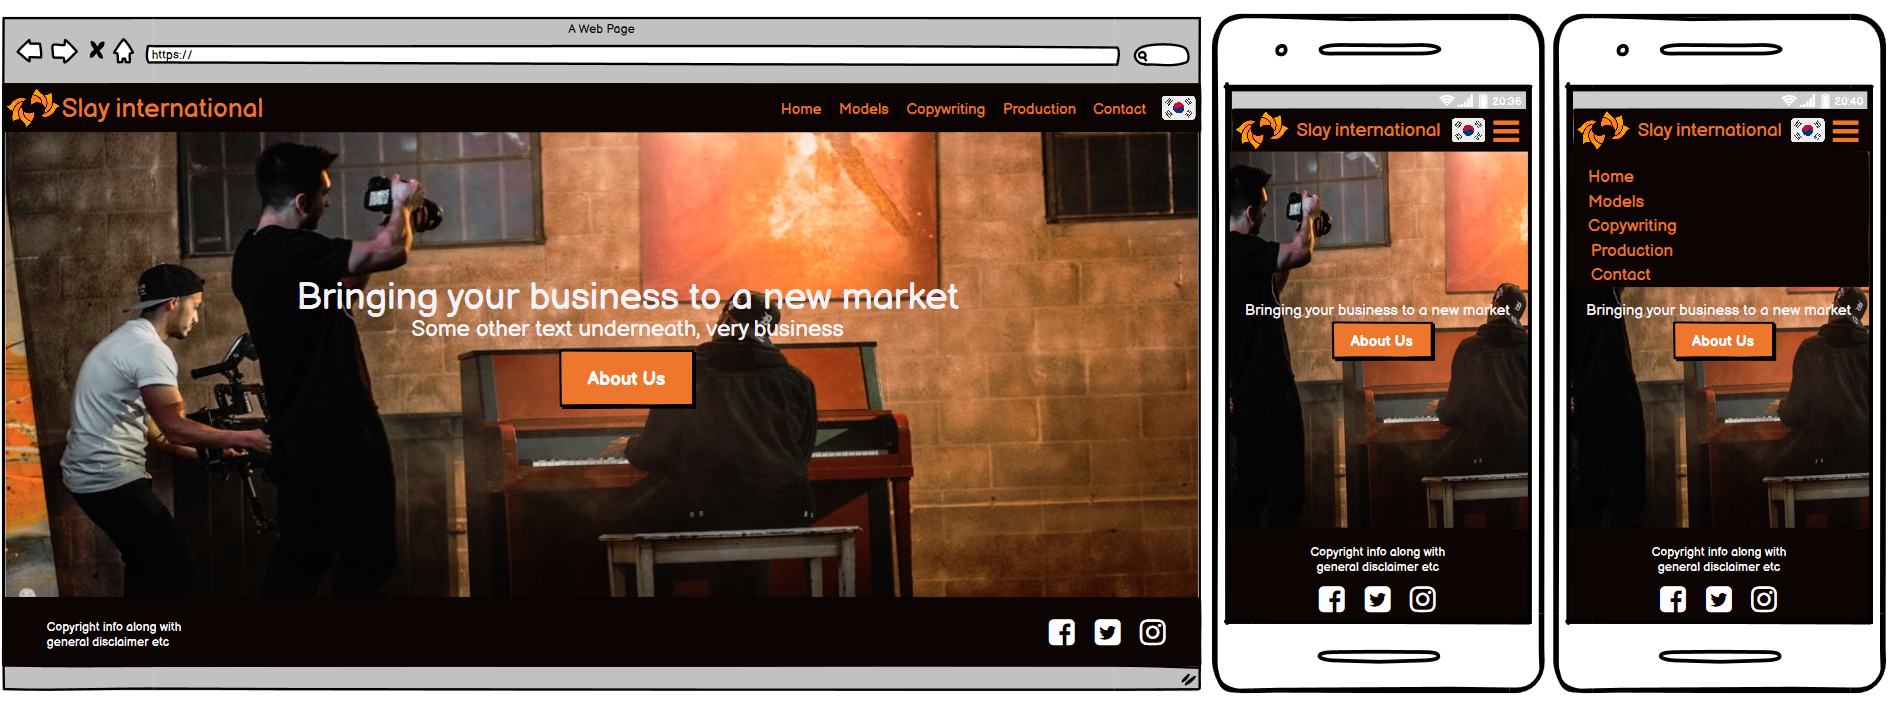 A Web Page
https://
Slay international
Home Models Copywriting Production Contact
Bringing your business to a new market
Some other text underneath, very business
About Us
Copyright info along with
general disclaimer etc
20:36
Slay international
Bringing your business to a new market
About Us
Copyright info along with
general disclaimer etc
20:40
Slay international
Home
Models
Copywriting
Production
Contact
Bringing your business to a new market
About Us
Copyright info along with
general disclaimer etc